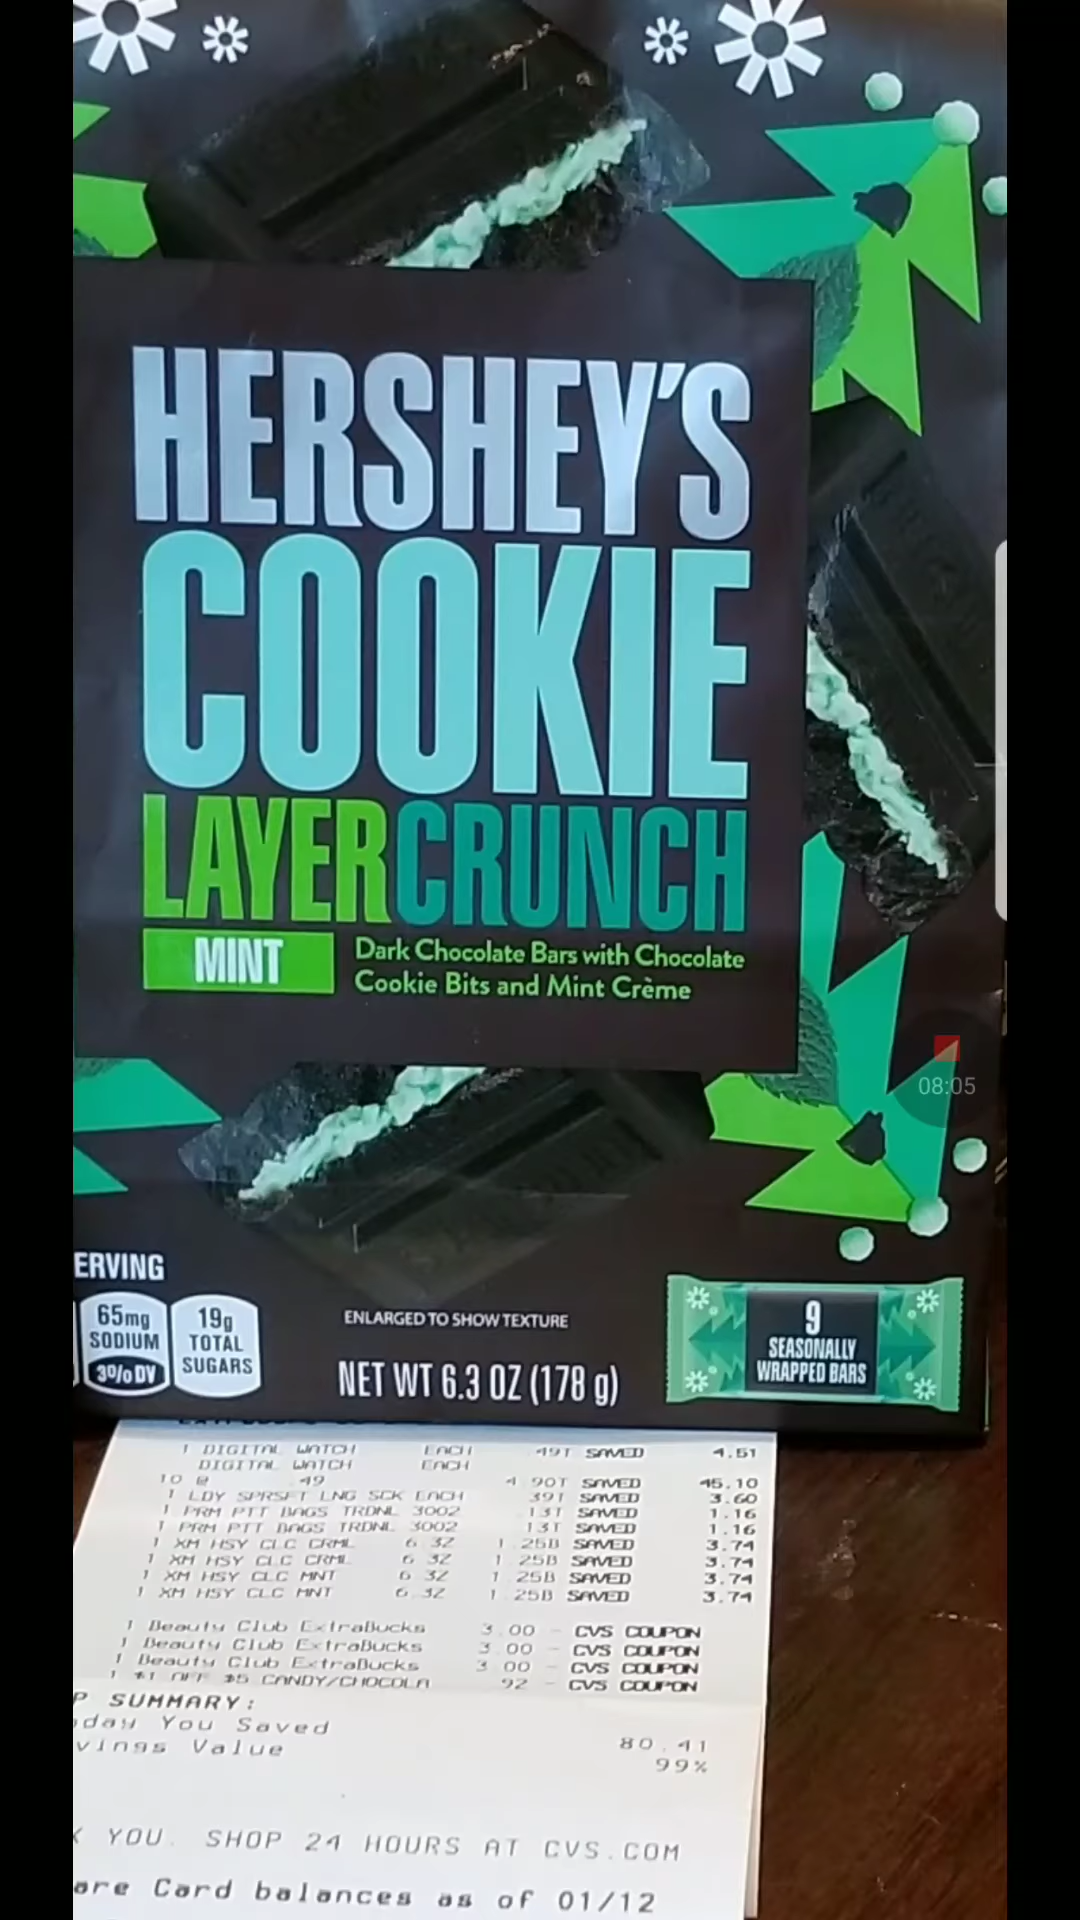 HERSHEY'S
COOKIE
LAYERCRUNCH
MINT
Dark Chocolate Bars with Chocolate
Cookie Bits and Mint Crème
08:05
ERVING
65mg
SODIUM
3% DV
19g
TOTAL
SUGARS
ENLARGED TO SHOW TEXTURE
NET WT 6.3 OZ (178 g)
9
SEASONALLY
WRAPPED BARS
1 DIGITAL WATCH EACH .49T SAVED 4.51
DIGITAL WATCH EACH
10 @ .49 4.90T SAVED 45.10
1 LDY SPRSFT LNG SCK EACH .39T SAVED 3.60
1 PRM PTT BAGS TRDNL 3002 .13T SAVED 1.16
1 PRM PTT BAGS TRDNL 3002 .13T SAVED 1.16
1 XM HSY CLC CRML 6.3Z 1.25B SAVED 3.74
1 XM HSY CLC CRML 6.3Z 1.25B SAVED 3.74
1 XM HSY CLC MNT 6.3Z 1.25B SAVED 3.74
1 XM HSY CLC MNT 6.3Z 1.25B SAVED 3.74
1 Beauty Club ExtraBucks 3.00 - CVS COUPON
1 Beauty Club ExtraBucks 3.00 - CVS COUPON
1 Beauty Club ExtraBucks 3.00 - CVS COUPON
1 $1 OFF $5 CANDY/CHOCOLA .92 - CVS COUPON
P SUMMARY:
day You Saved 80.41
vings Value 99%
K YOU. SHOP 24 HOURS AT CVS.COM
are Card balances as of 01/12